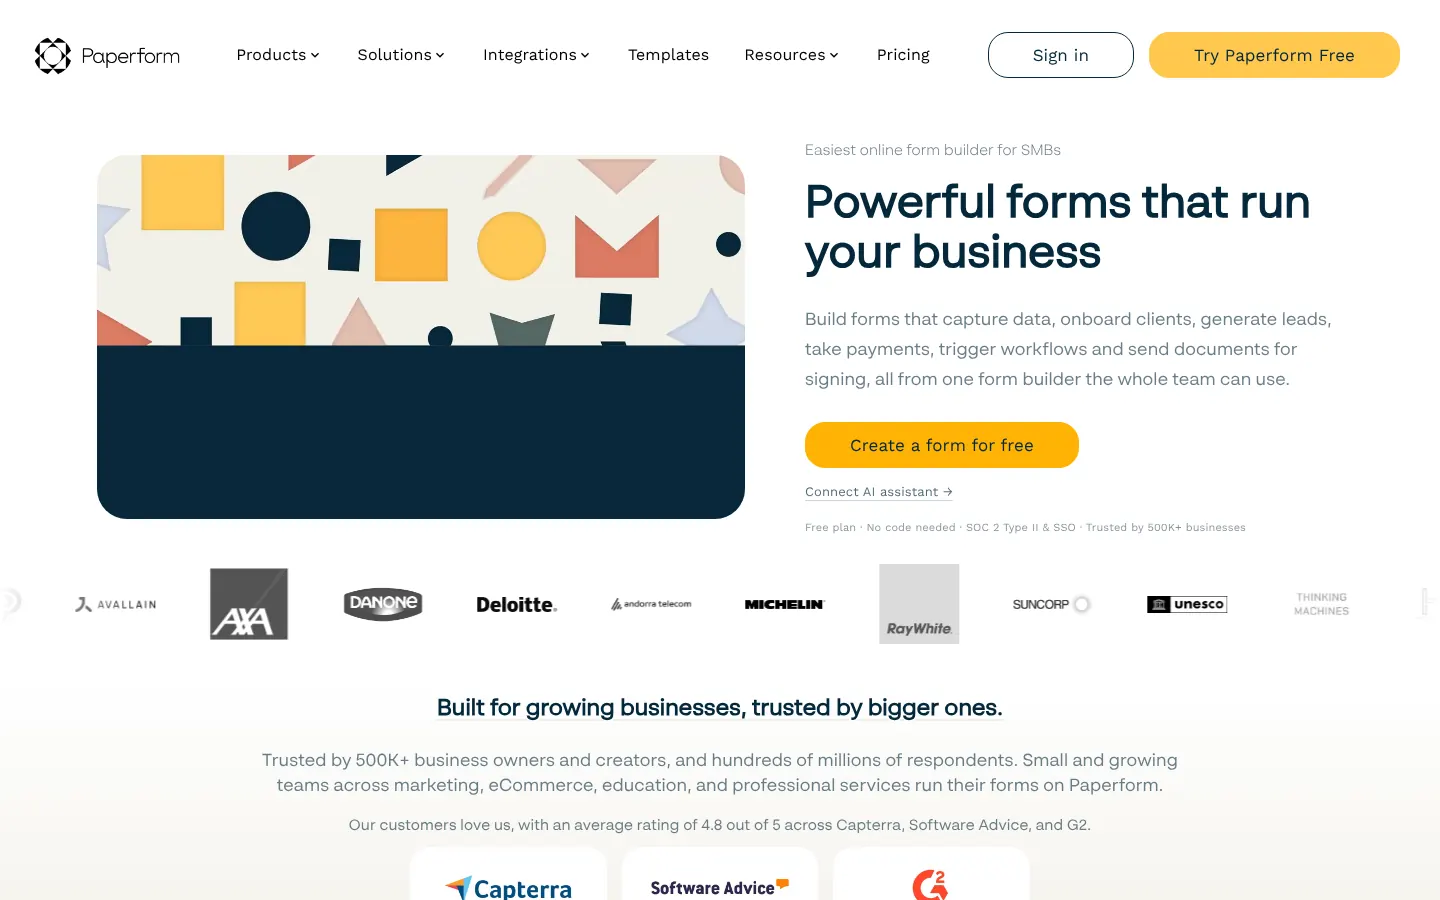 Paperform
Products
Solutions
Integrations
Templates
Resources
Pricing
Sign in
Try Paperform Free
Easiest online form builder for SMBs
Powerful forms that run
your business
Build forms that capture data, onboard clients, generate leads,
take payments, trigger workflows and send documents for
signing, all from one form builder the whole team can use.
Create a form for free
Connect AI assistant →
Free plan · No code needed · SOC 2 Type II & SSO · Trusted by 500K+ businesses
AVALLAIN
AXA
DANONE
Deloitte.
andorra telecom
MICHELIN
RayWhite.
SUNCORP
unesco
THINKING
MACHINES
Built for growing businesses, trusted by bigger ones.
Trusted by 500K+ business owners and creators, and hundreds of millions of respondents. Small and growing
teams across marketing, eCommerce, education, and professional services run their forms on Paperform.
Our customers love us, with an average rating of 4.8 out of 5 across Capterra, Software Advice, and G2.
Capterra
Software Advice
G2